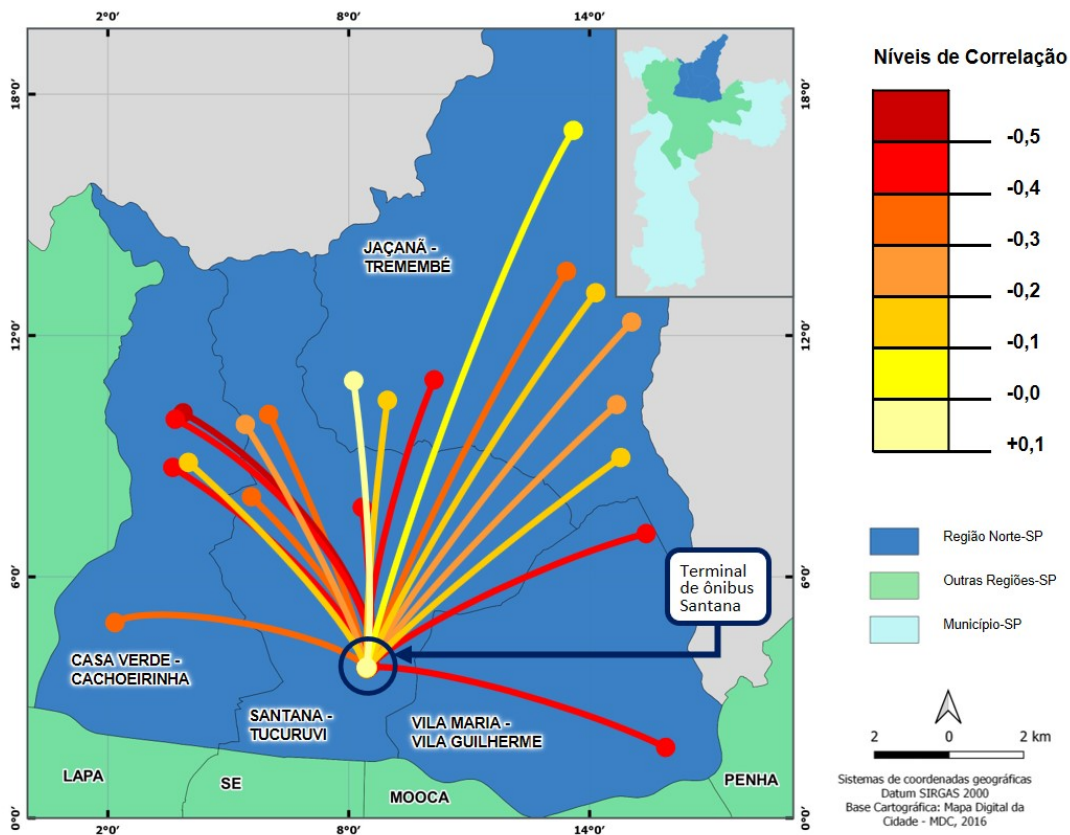 2°0'
8°0'
14°0'
18°0'
12°0'
6°0'
0°0'
18°0'
12°0'
6°0'
0°0'
2°0'
8°0'
14°0'
JAÇANÃ -
TREMEMBÉ
CASA VERDE -
CACHOEIRINHA
SANTANA -
TUCURUVI
VILA MARIA -
VILA GUILHERME
LAPA
SE
MOOCA
PENHA
Terminal
de ônibus
Santana
Níveis de Correlação
-0,5
-0,4
-0,3
-0,2
-0,1
-0,0
+0,1
Região Norte-SP
Outras Regiões-SP
Município-SP
2 0 2 km
Sistemas de coordenadas geográficas
Datum SIRGAS 2000
Base Cartográfica: Mapa Digital da
Cidade - MDC, 2016